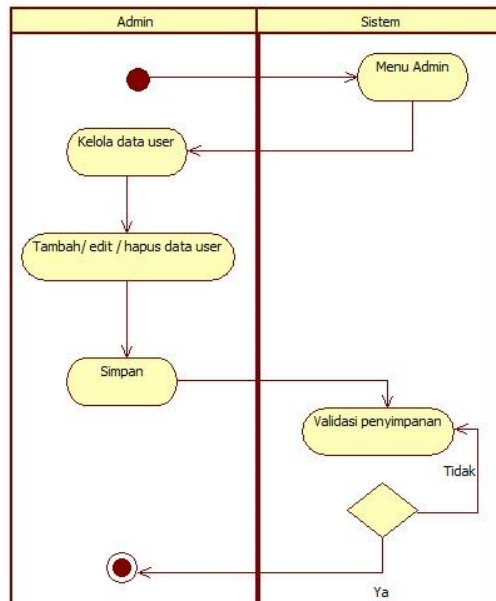 Admin
Sistem
Menu Admin
Kelola data user
Tambah/ edit / hapus data user
Simpan
Validasi penyimpanan
Tidak
Ya